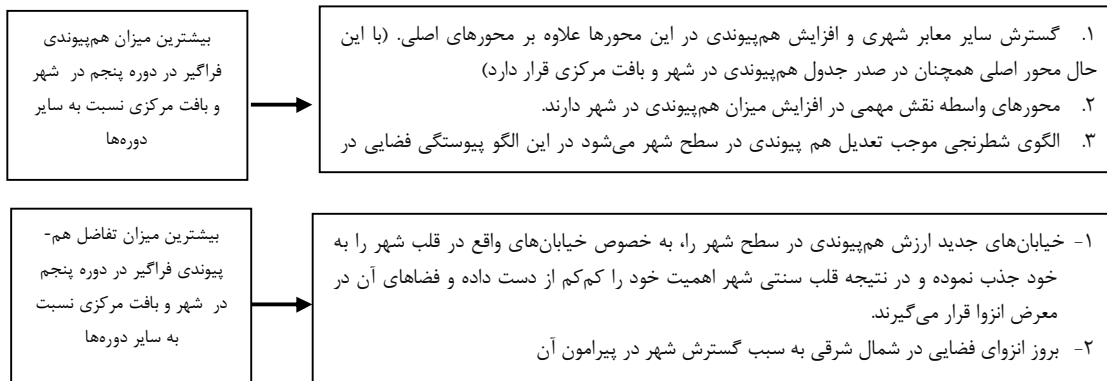 بیشترین میزان هم‌پیوندی
فراگیر در دوره پنجم در شهر
و بافت مرکزی نسبت به سایر
دوره‌ها
۱. گسترش سایر معابر شهری و افزایش هم‌پیوندی در این محورها علاوه بر محورهای اصلی. (با این
حال محور اصلی همچنان در صدر جدول هم‌پیوندی در شهر و بافت مرکزی قرار دارد)
۲. محورهای واسطه نقش مهمی در افزایش میزان هم‌پیوندی در شهر دارند.
۳. الگوی شطرنجی موجب تعدیل هم پیوندی در سطح شهر می‌شود در این الگو پیوستگی فضایی در
بیشترین میزان تفاضل هم-
پیوندی فراگیر در دوره پنجم
در شهر و بافت مرکزی نسبت
به سایر دوره‌ها
۱- خیابان‌های جدید ارزش هم‌پیوندی در سطح شهر را، به خصوص خیابان‌های واقع در قلب شهر را به
خود جذب نموده و در نتیجه قلب سنتی شهر اهمیت خود را کم‌کم از دست داده و فضاهای آن در
معرض انزوا قرار می‌گیرند.
۲- بروز انزوای فضایی در شمال شرقی به سبب گسترش شهر در پیرامون آن